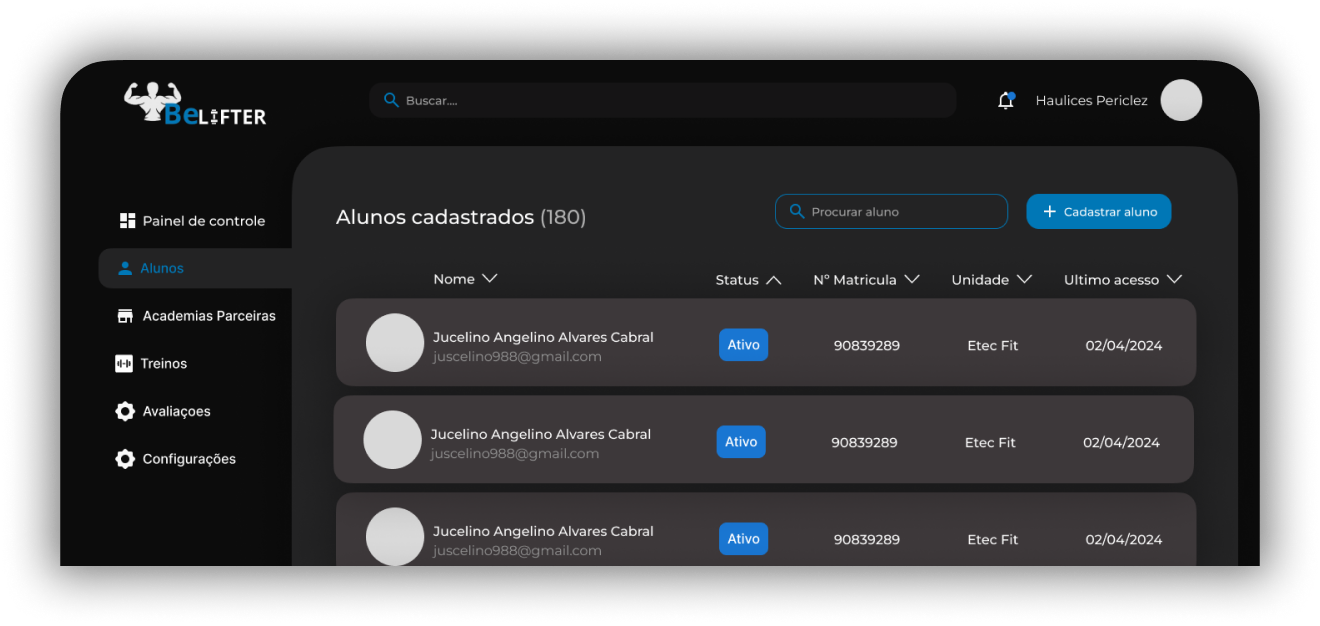 BeLIFTER
Buscar....
Haulices Periclez
Painel de controle
Alunos
Academias Parceiras
Treinos
Avaliaçoes
Configurações
Alunos cadastrados (180)
Procurar aluno
Cadastrar aluno
Nome Status Nº Matricula Unidade Ultimo acesso
Jucelino Angelino Alvares Cabral
juscelino988@gmail.com
Ativo 90839289 Etec Fit 02/04/2024
Jucelino Angelino Alvares Cabral
juscelino988@gmail.com
Ativo 90839289 Etec Fit 02/04/2024
Jucelino Angelino Alvares Cabral
juscelino988@gmail.com
Ativo 90839289 Etec Fit 02/04/2024